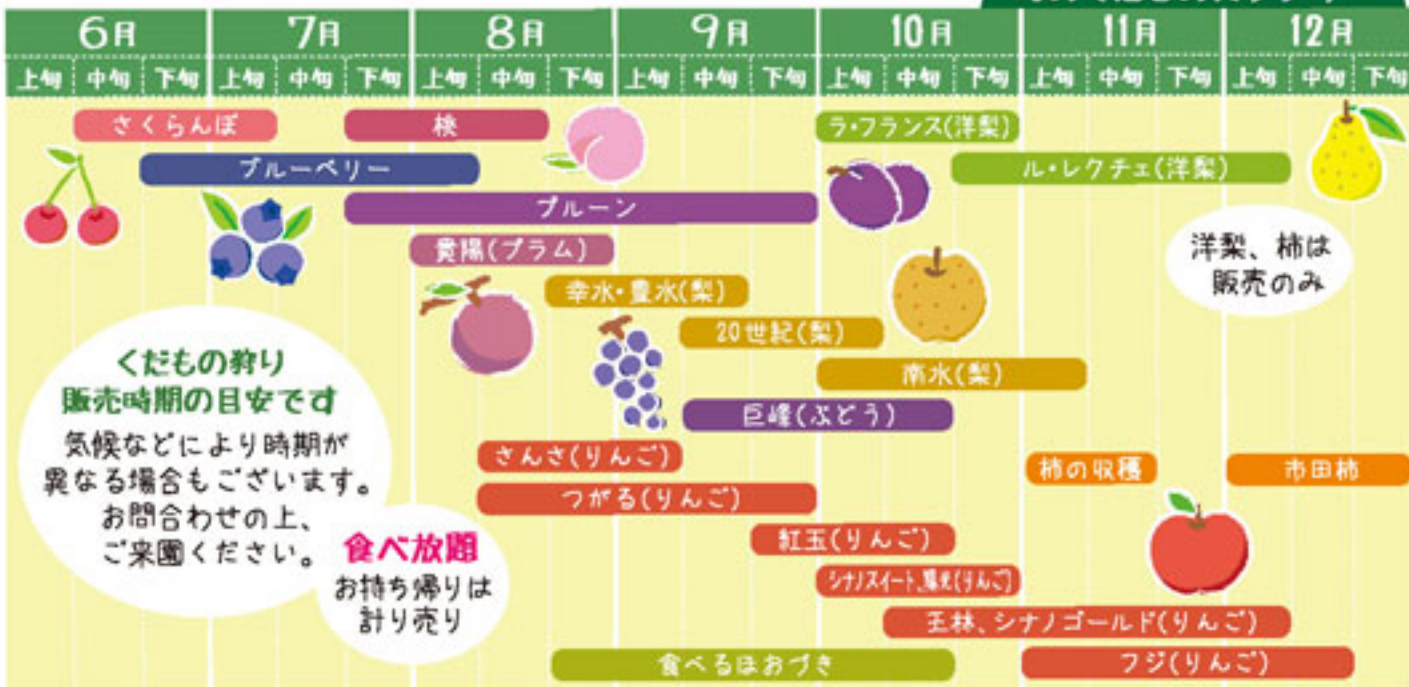 6月 7月 8月 9月 10月 11月 12月
上旬 中旬 下旬 上旬 中旬 下旬 上旬 中旬 下旬 上旬 中旬 下旬 上旬 中旬 下旬 上旬 中旬 下旬 上旬 中旬 下旬
さくらんぼ 桃 ラ・フランス(洋梨)
ブルーベリー ル・レクチェ(洋梨)
プルーン
貴陽(プラム)
洋梨、柿は
販売のみ
幸水・豊水(梨)
20世紀(梨)
南水(梨)
巨峰(ぶどう)
くだもの狩り
販売時期の目安です
気候などにより時期が
異なる場合もございます。
お問合わせの上、
ご来園ください。
さんさ(りんご) 柿の収穫 市田柿
つがる(りんご)
紅玉(りんご)
食べ放題
お持ち帰りは
計り売り
シナノスイート、陽光(りんご)
王林、シナノゴールド(りんご)
食べるほおづき フジ(りんご)